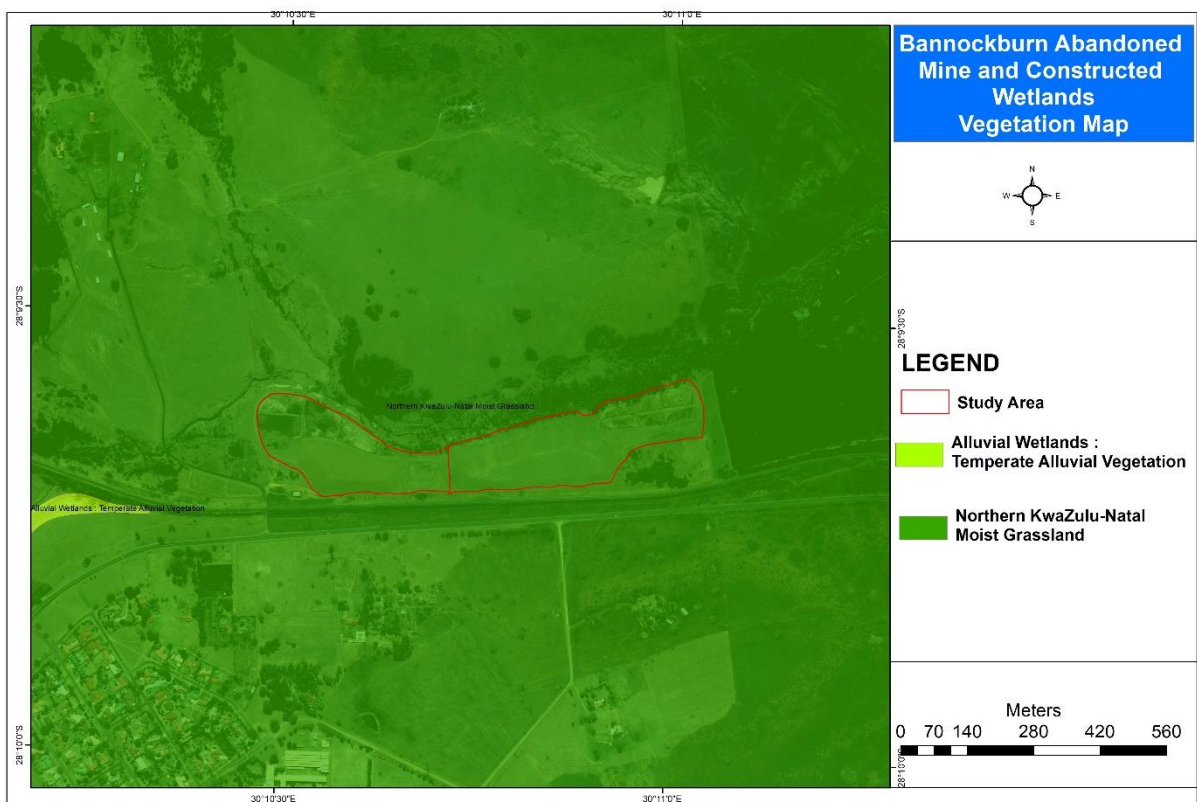 30°10'30"E
30°11'0"E
Bannockburn Abandoned
Mine and Constructed
Wetlands
Vegetation Map
N
W
E
S
28°9'30"S
28°9'30"S
LEGEND
Study Area
Alluvial Wetlands :
Temperate Alluvial Vegetation
Northern KwaZulu-Natal
Moist Grassland
Northern KwaZulu-Natal Moist Grassland
Alluvial Wetlands : Temperate Alluvial Vegetation
Meters
0 70 140 280 420 560
28°10'0"S
28°10'0"S
30°10'30"E
30°11'0"E